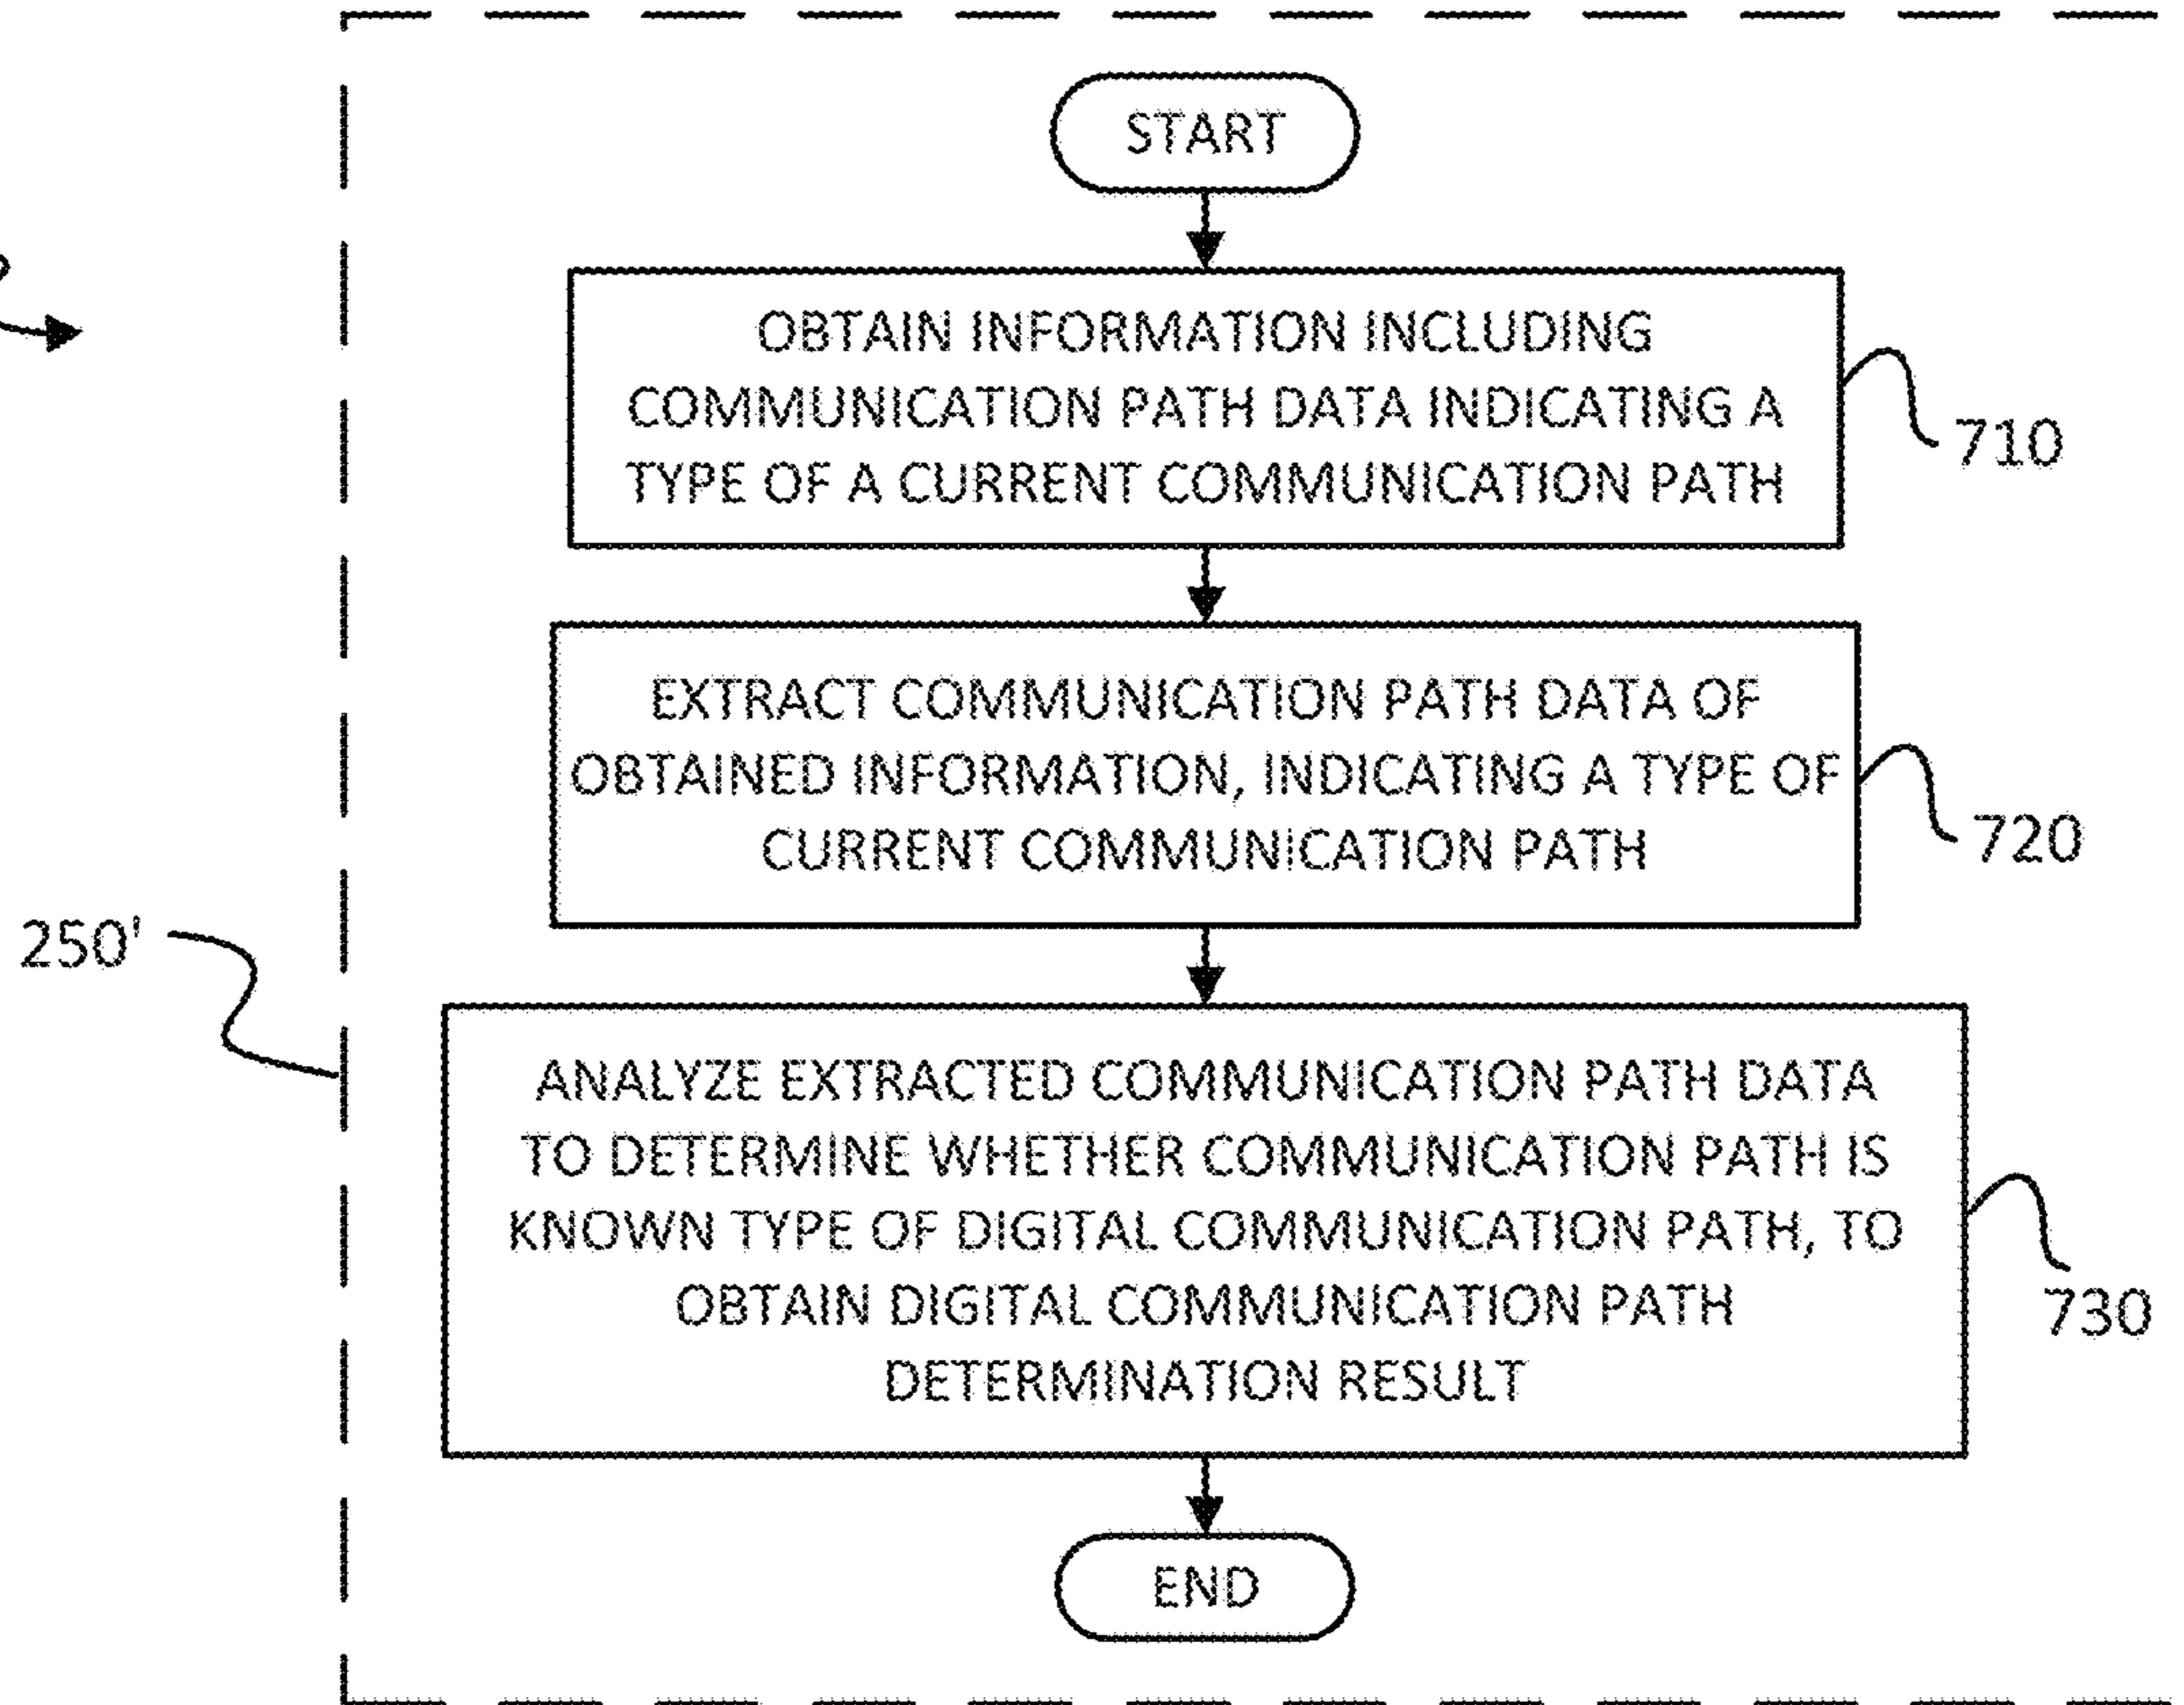 START
OBTAIN INFORMATION INCLUDING
COMMUNICATION PATH DATA INDICATING A
TYPE OF A CURRENT COMMUNICATION PATH
710
EXTRACT COMMUNICATION PATH DATA OF
OBTAINED INFORMATION, INDICATING A TYPE OF
CURRENT COMMUNICATION PATH
720
250'
ANALYZE EXTRACTED COMMUNICATION PATH DATA
TO DETERMINE WHETHER COMMUNICATION PATH IS
KNOWN TYPE OF DIGITAL COMMUNICATION PATH, TO
OBTAIN DIGITAL COMMUNICATION PATH
DETERMINATION RESULT
730
END